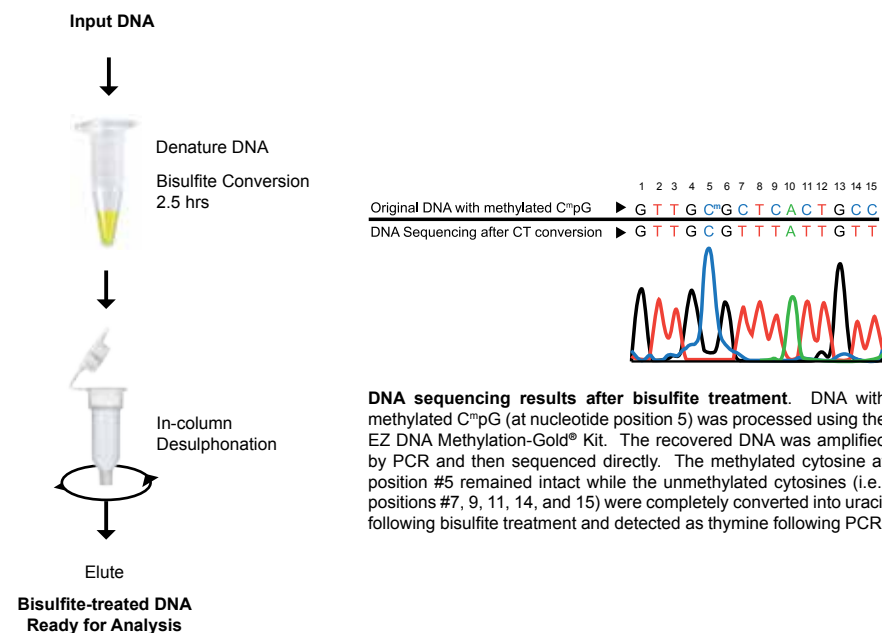 Input DNA
Denature DNA
Bisulfite Conversion
2.5 hrs
In-column
Desulphonation
Elute
Bisulfite-treated DNA
Ready for Analysis
1 2 3 4 5 6 7 8 9 10 11 12 13 14 15
Original DNA with methylated CᵐpG ► G T T G CᵐG C T C A C T G C C
DNA Sequencing after CT conversion ► G T T G C G T T T A T T G T T
DNA sequencing results after bisulfite treatment. DNA with
methylated CᵐpG (at nucleotide position 5) was processed using the
EZ DNA Methylation-Gold® Kit. The recovered DNA was amplified
by PCR and then sequenced directly. The methylated cytosine at
position #5 remained intact while the unmethylated cytosines (i.e.
positions #7, 9, 11, 14, and 15) were completely converted into uraci
following bisulfite treatment and detected as thymine following PCR